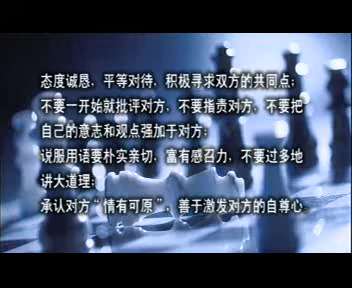 态度诚恳，平等对待，积极寻求双方的共同点；
不要一开始就批评对方，不要指责对方，不要把
自己的意志和观点强加于对方；
说服用语要朴实亲切，富有感召力，不要过多地
讲大道理；
承认对方“情有可原”，善于激发对方的自尊心。